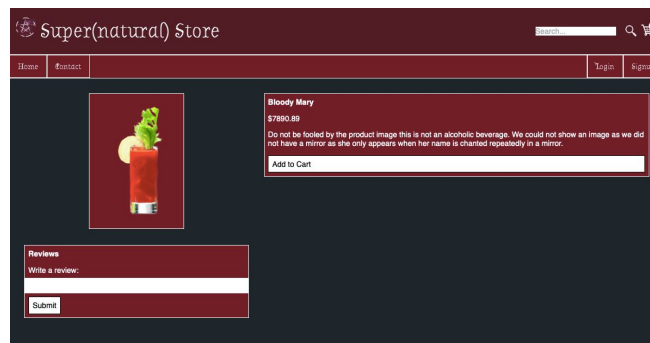 Super(natural) Store
Search...
Home
Contact
Login
Signu
Bloody Mary
$7890.89
Do not be fooled by the product image this is not an alcoholic beverage. We could not show an image as we did
not have a mirror as she only appears when her name is chanted repeatedly in a mirror.
Add to Cart
Reviews
Write a review:
Submit